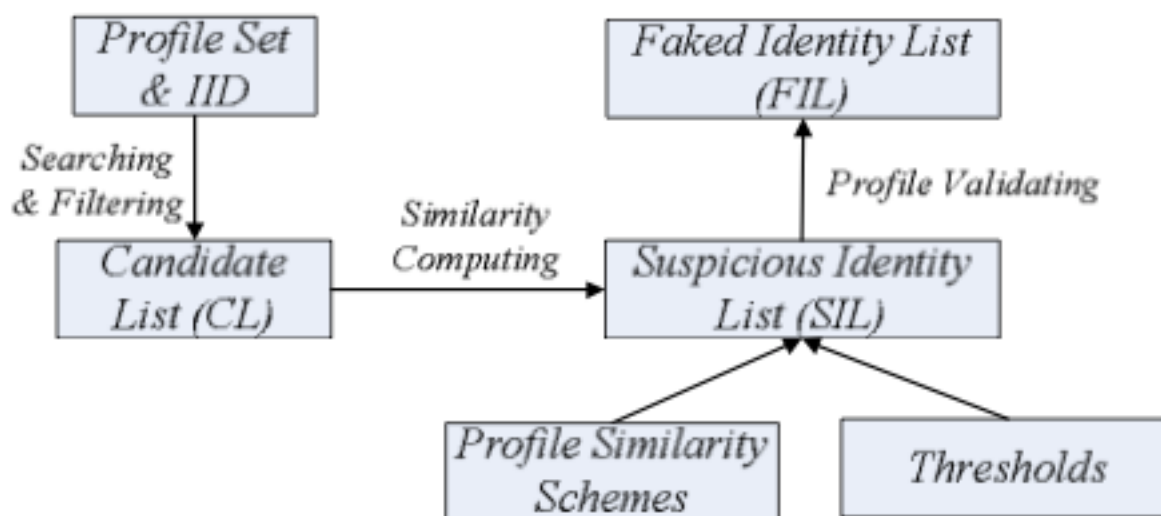 Profile Set
& IID
Faked Identity List
(FIL)
Searching
& Filtering
Profile Validating
Similarity
Computing
Candidate
List (CL)
Suspicious Identity
List (SIL)
Profile Similarity
Schemes
Thresholds